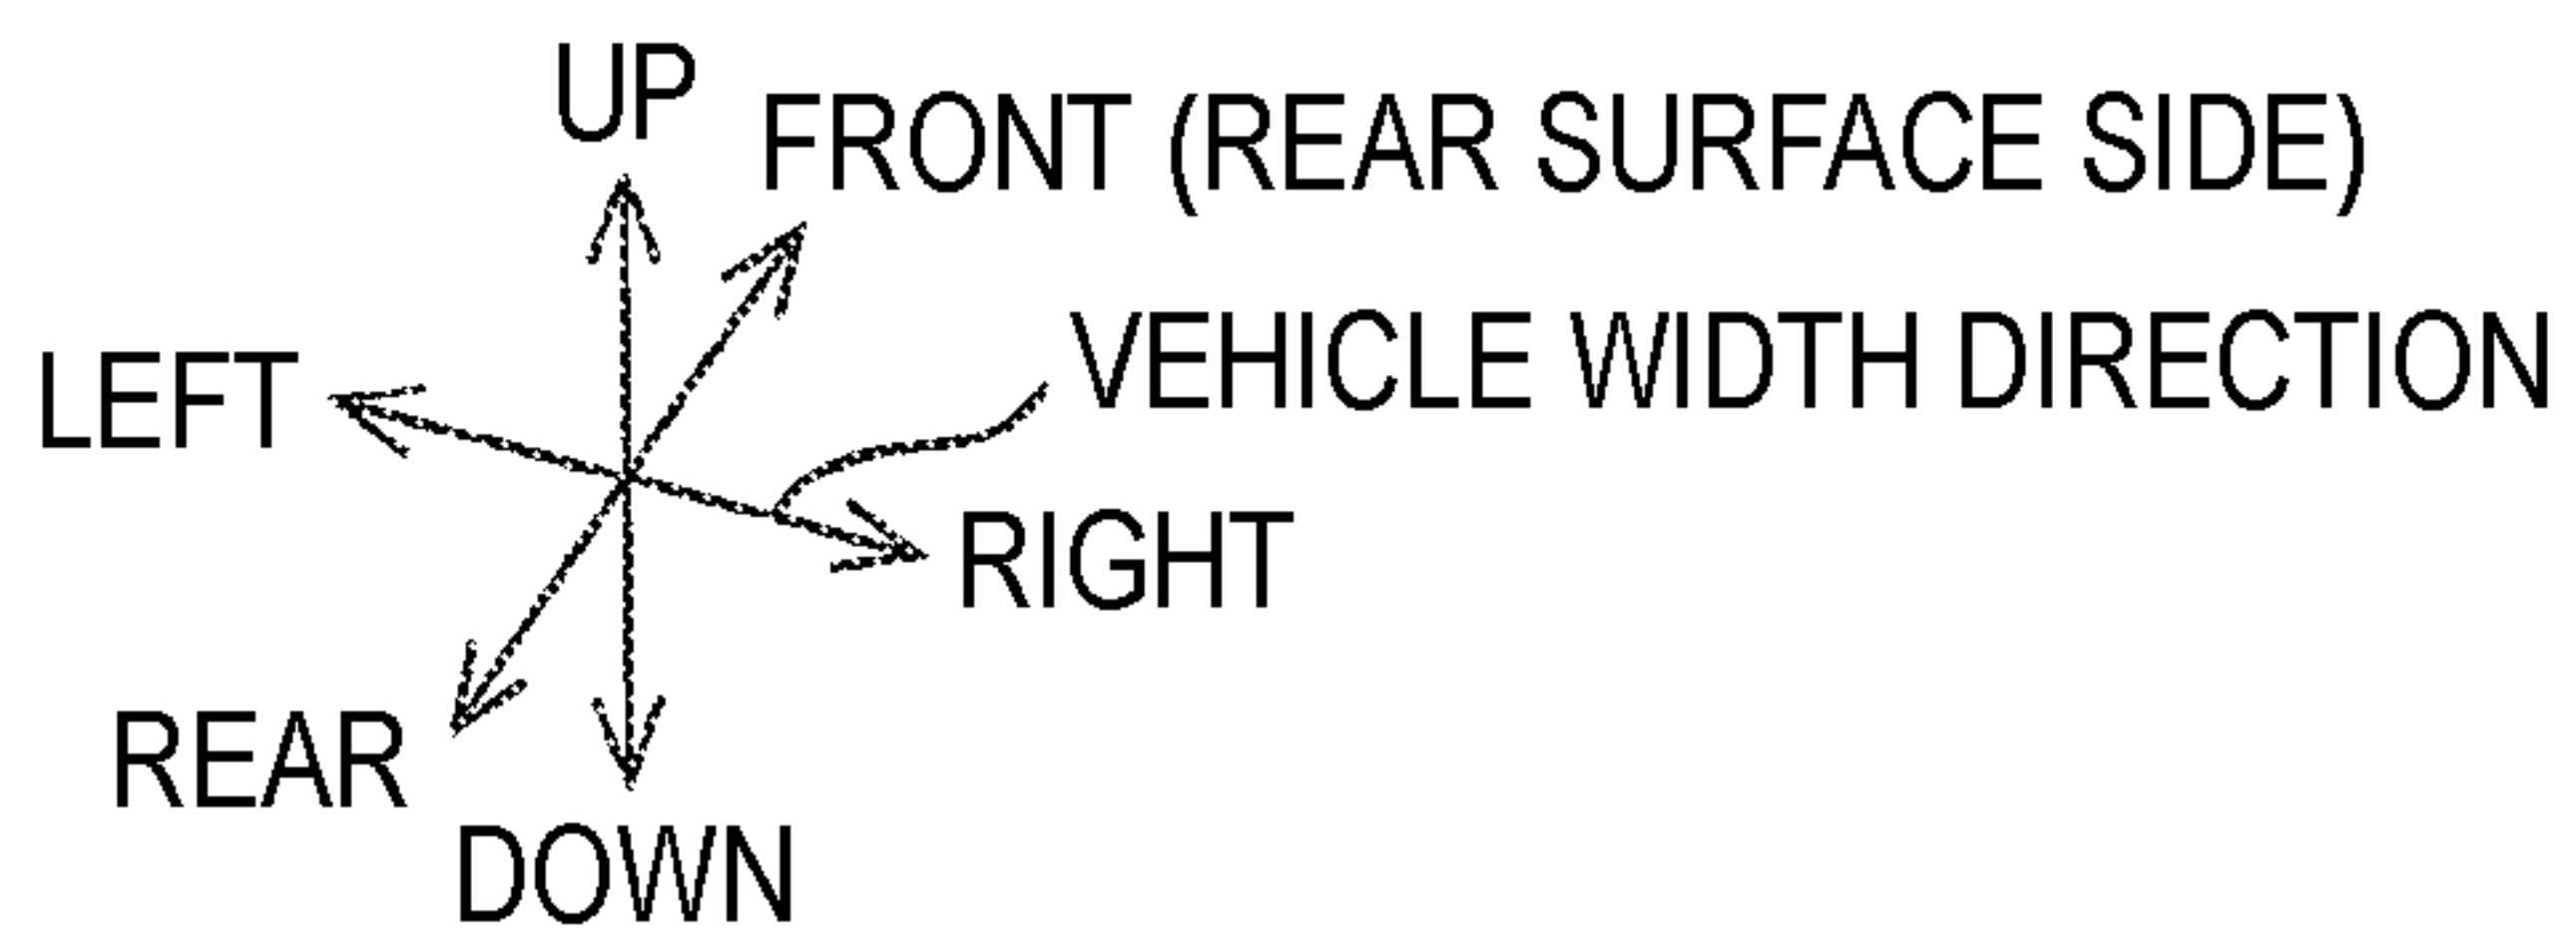 UP
FRONT (REAR SURFACE SIDE)
VEHICLE WIDTH DIRECTION
LEFT
RIGHT
REAR
DOWN